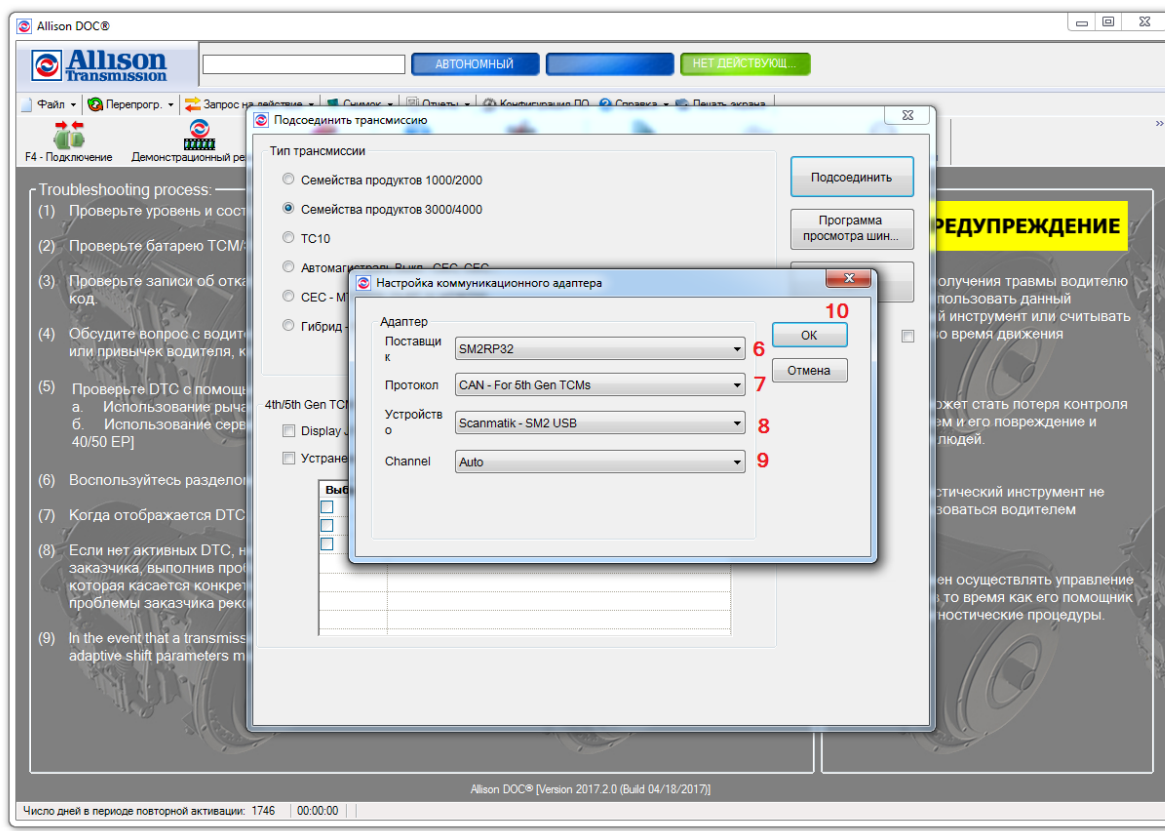 Allison DOC®
Allison
Transmission
АВТОНОМНЫЙ
НЕТ ДЕЙСТВУЮЩ...
Файл
Перепрогр.
Запрос на действие
Снимок
Отчеты
Конфигурация ПО
Справка
Печать экрана
F4 - Подключение
Демонстрационный ре
Подсоединить трансмиссию
Тип трансмиссии
Семейства продуктов 1000/2000
Семейства продуктов 3000/4000
TC10
Автомагистраль Выкл., CEC, CEC
CEC - M
Гибрид -
Подсоединить
Программа
просмотра шин...
4th/5th Gen TCM
Display J
Устране
Выб
Настройка коммуникационного адаптера
Адаптер
Поставщи
к
SM2RP32
6
Протокол
CAN - For 5th Gen TCMs
7
Устройств
о
Scanmatik - SM2 USB
8
Channel
Auto
9
10
ОК
Отмена
Troubleshooting process:
(1) Проверьте уровень и сост
(2) Проверьте батарею TCM/
(3) Проверьте записи об отка
код.
(4) Обсудите вопрос с водит
или привычек водителя, к
(5) Проверьте DTC с помощь
а. Использование рыча
б. Использование серв
40/50 EP]
(6) Воспользуйтесь разделом
(7) Когда отображается DTC
(8) Если нет активных DTC, н
заказчика, выполнив проб
которая касается конкрет
проблемы заказчика реко
(9) In the event that a transmiss
adaptive shift parameters m
РЕДУПРЕЖДЕНИЕ
олучения травмы водителю
пользовать данный
й инструмент или считывать
во время движения
ожет стать потеря контроля
ем и его повреждение и
людей.
стический инструмент не
зоваться водителем
ен осуществлять управление
в то время как его помощник
ностические процедуры.
Allison DOC® [Version 2017.2.0 (Build 04/18/2017)]
Число дней в периоде повторной активации: 1746
00:00:00